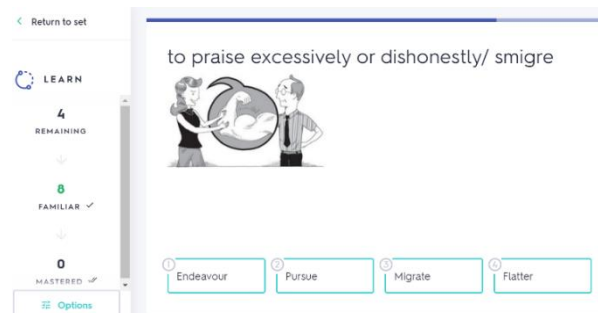 Return to set
LEARN
4
REMAINING
8
FAMILIAR
0
MASTERED
Options
to praise excessively or dishonestly/ smigre
1
Endeavour
2
Pursue
3
Migrate
4
Flatter